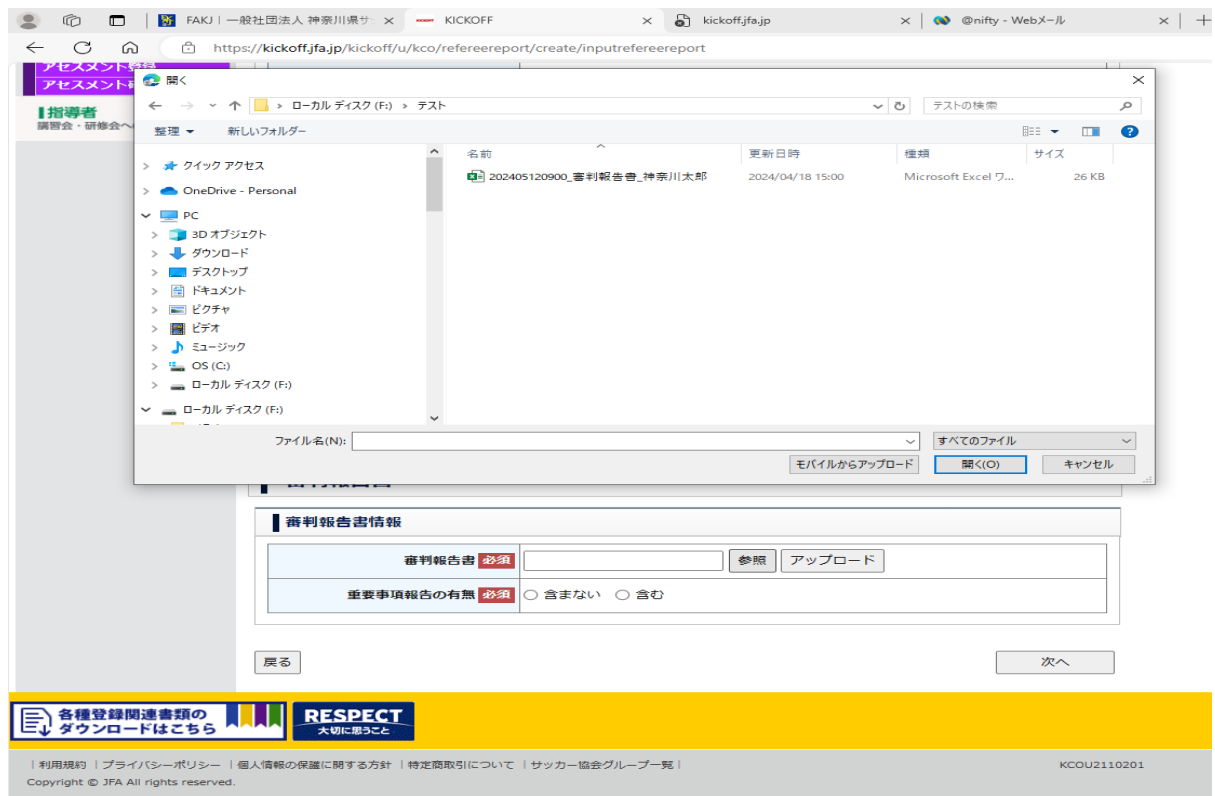 FAKJ | 一般社団法人 神奈川県サ
KICKOFF
kickoff.jfa.jp
@nifty - Webメール
https://kickoff.jfa.jp/kickoff/u/kco/refereereport/create/inputrefereereport
アセスメント登録
アセスメント
指導者
講習会・研修会へ
開く
ローカル ディスク (F:) › テスト
テストの検索
整理
新しいフォルダー
名前 更新日時 種類 サイズ
202405120900_審判報告書_神奈川太郎 2024/04/18 15:00 Microsoft Excel ワ... 26 KB
クイック アクセス
OneDrive - Personal
PC
3D オブジェクト
ダウンロード
デスクトップ
ドキュメント
ピクチャ
ビデオ
ミュージック
OS (C:)
ローカル ディスク (F:)
ローカル ディスク (F:)
ファイル名(N):
すべてのファイル
モバイルからアップロード
開く(O)
キャンセル
審判報告書
審判報告書情報
審判報告書 必須 参照 アップロード
重要事項報告の有無 必須 含まない 含む
戻る
次へ
各種登録関連書類の
ダウンロードはこちら
RESPECT
大切に思うこと
| 利用規約 | プライバシーポリシー | 個人情報の保護に関する方針 | 特定商取引について | サッカー協会グループ一覧 |
KCOU2110201
Copyright © JFA All rights reserved.